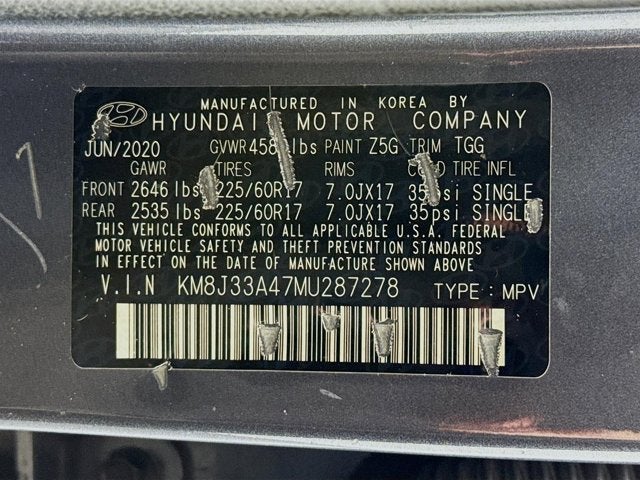 MANUFACTURED IN KOREA BY
HYUNDAI MOTOR COMPANY
JUN/2020 PAINT Z5G TRIM TGG
GAWR TIRES RIMS TIRE INFL
FRONT 2646 lbs 225/60R17 7.0JX17 SINGLE
REAR 2535 lbs 225/60R17 7.0JX17 35psi SINGLE
THIS VEHICLE CONFORMS TO ALL APPLICABLE U.S.A. FEDERAL
MOTOR VEHICLE SAFETY AND THEFT PREVENTION STANDARDS
IN EFFECT ON THE DATE OF MANUFACTURE SHOWN ABOVE
V.I.N KM8J33A47MU287278 TYPE : MPV